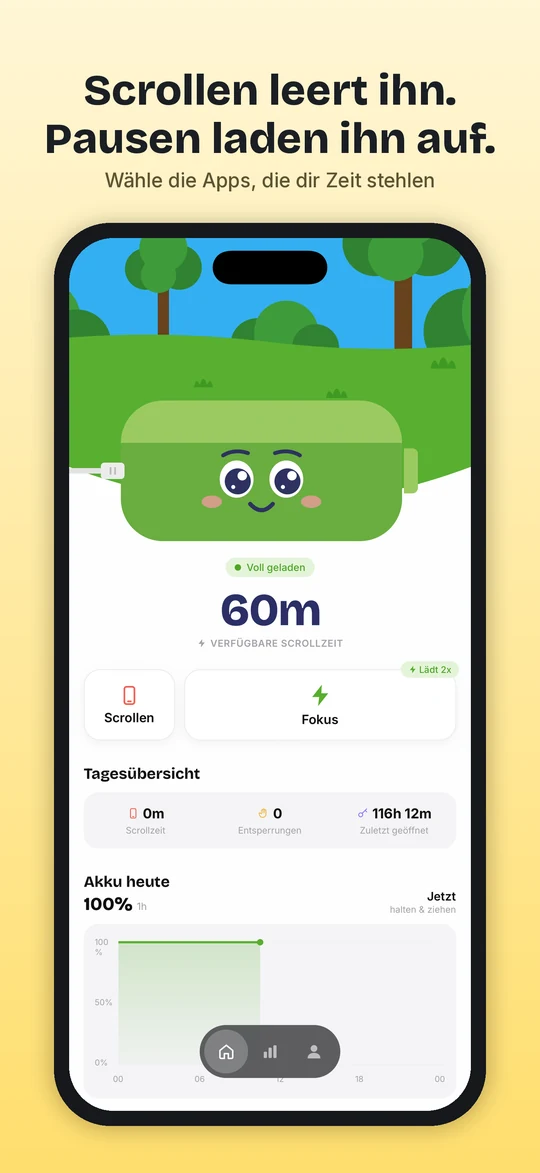 Scrollen leert ihn.
Pausen laden ihn auf.
Wähle die Apps, die dir Zeit stehlen
Voll geladen
60m
VERFÜGBARE SCROLLZEIT
Lädt 2x
Scrollen
Fokus
Tagesübersicht
0m
0
116h 12m
Scrollzeit
Entsperrungen
Zuletzt geöffnet
Akku heute
100% 1h
Jetzt
halten & ziehen
100
%
50%
0%
00
06
12
18
00